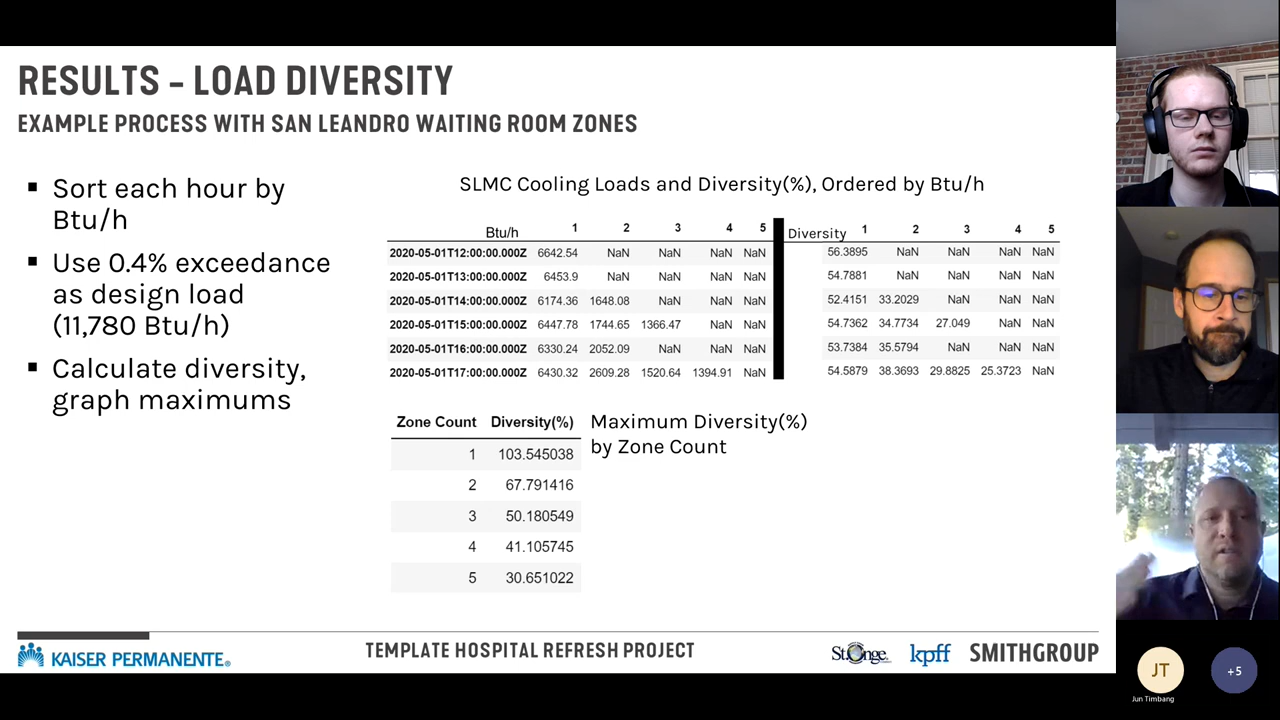 RESULTS – LOAD DIVERSITY
EXAMPLE PROCESS WITH SAN LEANDRO WAITING ROOM ZONES
▪ Sort each hour by
Btu/h
▪ Use 0.4% exceedance
as design load
(11,780 Btu/h)
▪ Calculate diversity,
graph maximums
SLMC Cooling Loads and Diversity(%), Ordered by Btu/h
Btu/h 1 2 3 4 5 Diversity 1 2 3 4 5
2020-05-01T12:00:00.000Z 6642.54 NaN NaN NaN NaN 56.3895 NaN NaN NaN NaN
2020-05-01T13:00:00.000Z 6453.9 NaN NaN NaN NaN 54.7881 NaN NaN NaN NaN
2020-05-01T14:00:00.000Z 6174.36 1648.08 NaN NaN NaN 52.4151 33.2029 NaN NaN NaN
2020-05-01T15:00:00.000Z 6447.78 1744.65 1366.47 NaN NaN 54.7362 34.7734 27.049 NaN NaN
2020-05-01T16:00:00.000Z 6330.24 2052.09 NaN NaN NaN 53.7384 35.5794 NaN NaN NaN
2020-05-01T17:00:00.000Z 6430.32 2609.28 1520.64 1394.91 NaN 54.5879 38.3693 29.8825 25.3723 NaN
Zone Count Diversity(%)
1 103.545038
2 67.791416
3 50.180549
4 41.105745
5 30.651022
Maximum Diversity(%)
by Zone Count
KAISER PERMANENTE®
TEMPLATE HOSPITAL REFRESH PROJECT
St.Onge
kpff
SMITHGROUP
JT
Jun Timbang
+5